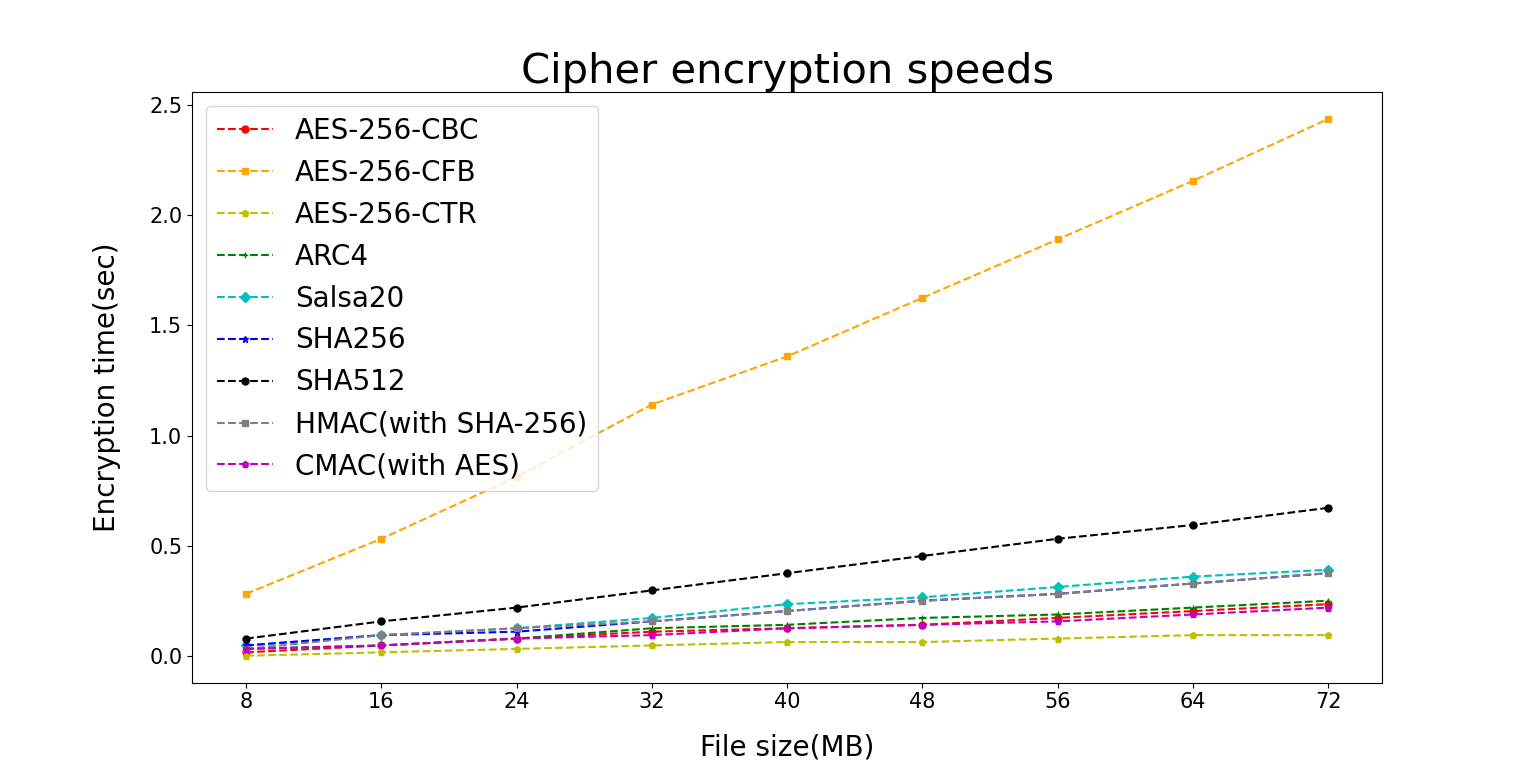 Cipher encryption speeds
2.5
2.0
1.5
1.0
0.5
0.0
Encryption time(sec)
AES-256-CBC
AES-256-CFB
AES-256-CTR
ARC4
Salsa20
SHA256
SHA512
HMAC(with SHA-256)
CMAC(with AES)
8 16 24 32 40 48 56 64 72
File size(MB)